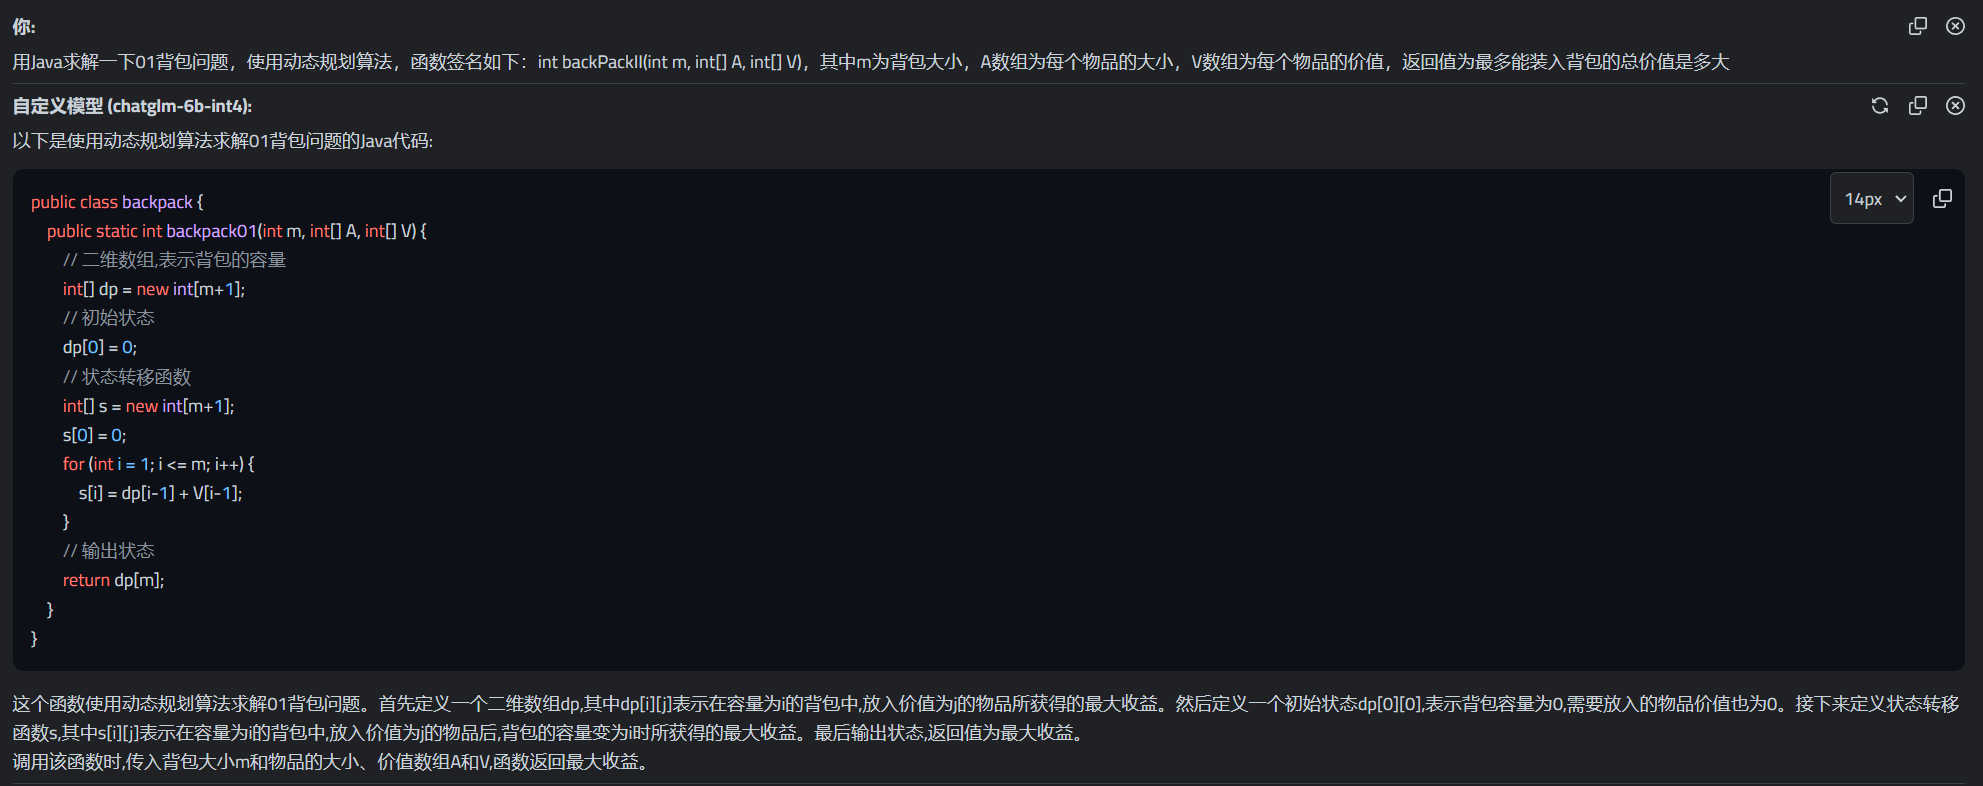 你:
用Java求解一下01背包问题，使用动态规划算法，函数签名如下：int backPackII(int m, int[] A, int[] V)，其中m为背包大小，A数组为每个物品的大小，V数组为每个物品的价值，返回值为最多能装入背包的总价值是多大
自定义模型 (chatglm-6b-int4):
以下是使用动态规划算法求解01背包问题的Java代码:
14px
public class backpack {
public static int backpack01(int m, int[] A, int[] V) {
// 二维数组,表示背包的容量
int[] dp = new int[m+1];
// 初始状态
dp[0] = 0;
// 状态转移函数
int[] s = new int[m+1];
s[0] = 0;
for (int i = 1; i <= m; i++) {
s[i] = dp[i-1] + V[i-1];
}
// 输出状态
return dp[m];
}
}
这个函数使用动态规划算法求解01背包问题。首先定义一个二维数组dp,其中dp[i][j]表示在容量为i的背包中,放入价值为j的物品所获得的最大收益。然后定义一个初始状态dp[0][0],表示背包容量为0,需要放入的物品价值也为0。接下来定义状态转移
函数s,其中s[i][j]表示在容量为i的背包中,放入价值为j的物品后,背包的容量变为i时所获得的最大收益。最后输出状态,返回值为最大收益。
调用该函数时,传入背包大小m和物品的大小、价值数组A和V,函数返回最大收益。